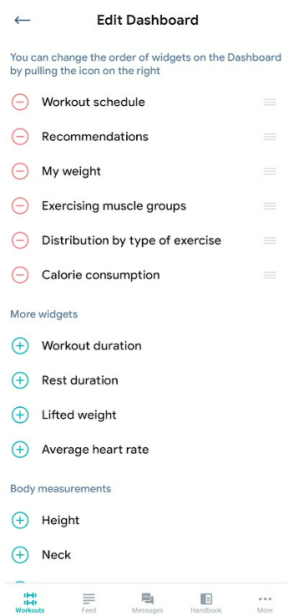 Edit Dashboard
You can change the order of widgets on the Dashboard
by pulling the icon on the right
Workout schedule
Recommendations
My weight
Exercising muscle groups
Distribution by type of exercise
Calorie consumption
More widgets
Workout duration
Rest duration
Lifted weight
Average heart rate
Body measurements
Height
Neck
Workouts
Feed
Messages
Handbook
More